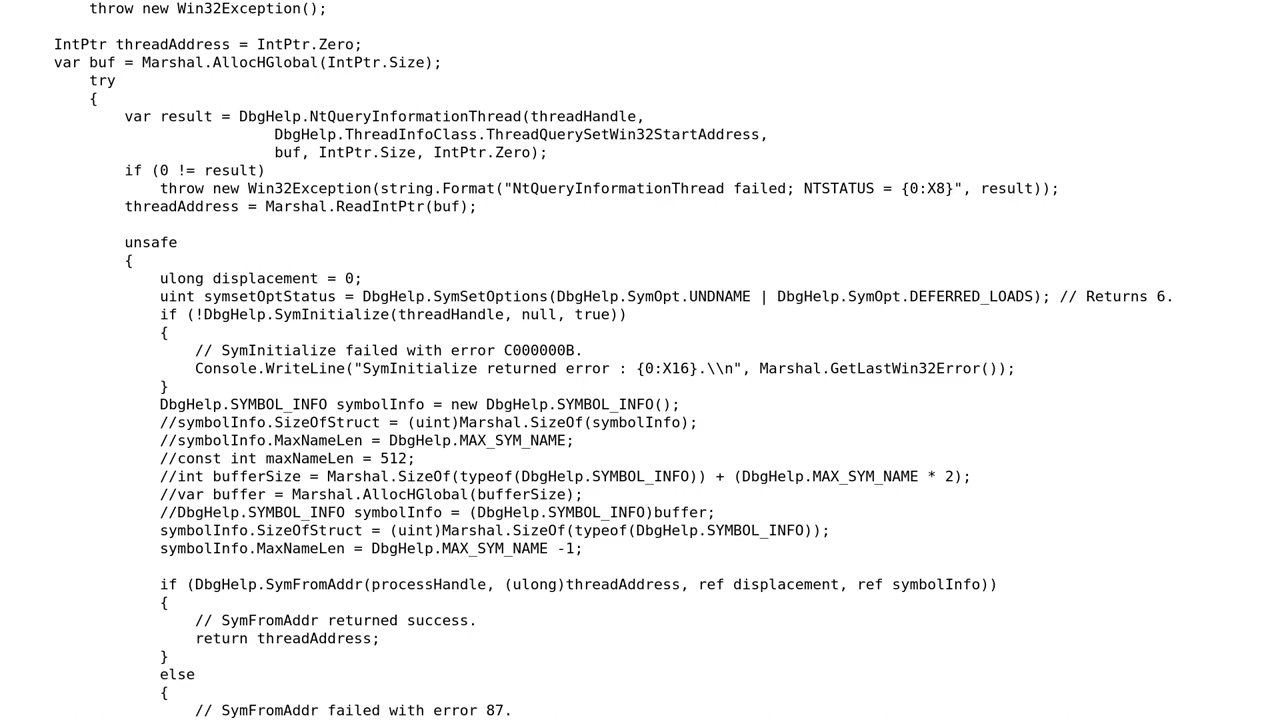 throw new Win32Exception();
IntPtr threadAddress = IntPtr.Zero;
var buf = Marshal.AllocHGlobal(IntPtr.Size);
try
{
var result = DbgHelp.NtQueryInformationThread(threadHandle,
DbgHelp.ThreadInfoClass.ThreadQuerySetWin32StartAddress,
buf, IntPtr.Size, IntPtr.Zero);
if (0 != result)
throw new Win32Exception(string.Format("NtQueryInformationThread failed; NTSTATUS = {0:X8}", result));
threadAddress = Marshal.ReadIntPtr(buf);
unsafe
{
ulong displacement = 0;
uint symsetOptStatus = DbgHelp.SymSetOptions(DbgHelp.SymOpt.UNDNAME | DbgHelp.SymOpt.DEFERRED_LOADS); // Returns 6.
if (!DbgHelp.SymInitialize(threadHandle, null, true))
{
// SymInitialize failed with error C000000B.
Console.WriteLine("SymInitialize returned error : {0:X16}.\\n", Marshal.GetLastWin32Error());
}
DbgHelp.SYMBOL_INFO symbolInfo = new DbgHelp.SYMBOL_INFO();
//symbolInfo.SizeOfStruct = (uint)Marshal.SizeOf(symbolInfo);
//symbolInfo.MaxNameLen = DbgHelp.MAX_SYM_NAME;
//const int maxNameLen = 512;
//int bufferSize = Marshal.SizeOf(typeof(DbgHelp.SYMBOL_INFO)) + (DbgHelp.MAX_SYM_NAME * 2);
//var buffer = Marshal.AllocHGlobal(bufferSize);
//DbgHelp.SYMBOL_INFO symbolInfo = (DbgHelp.SYMBOL_INFO)buffer;
symbolInfo.SizeOfStruct = (uint)Marshal.SizeOf(typeof(DbgHelp.SYMBOL_INFO));
symbolInfo.MaxNameLen = DbgHelp.MAX_SYM_NAME -1;
if (DbgHelp.SymFromAddr(processHandle, (ulong)threadAddress, ref displacement, ref symbolInfo))
{
// SymFromAddr returned success.
return threadAddress;
}
else
{
// SymFromAddr failed with error 87.